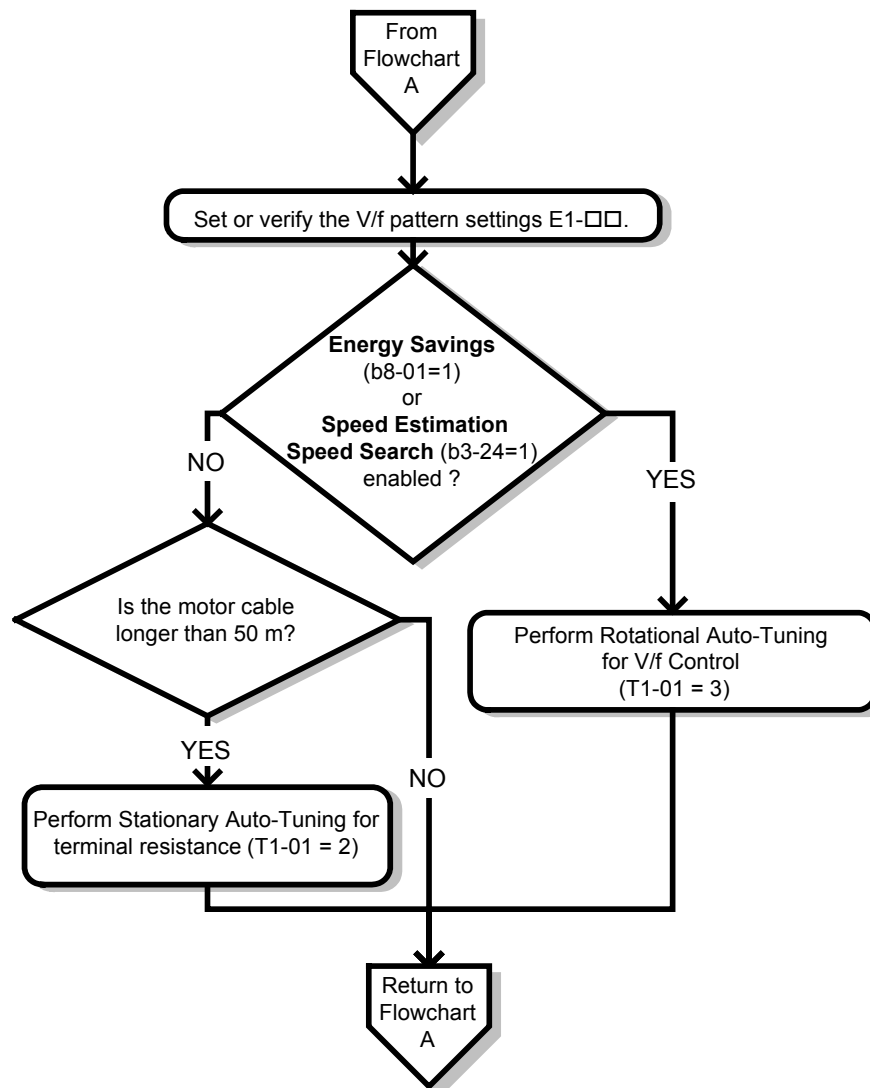 From
Flowchart
A
Set or verify the V/f pattern settings E1-□□.
Energy Savings
(b8-01=1)
or
Speed Estimation
Speed Search (b3-24=1)
enabled ?
NO
YES
Is the motor cable
longer than 50 m?
Perform Rotational Auto-Tuning
for V/f Control
(T1-01 = 3)
YES
NO
Perform Stationary Auto-Tuning for
terminal resistance (T1-01 = 2)
Return to
Flowchart
A